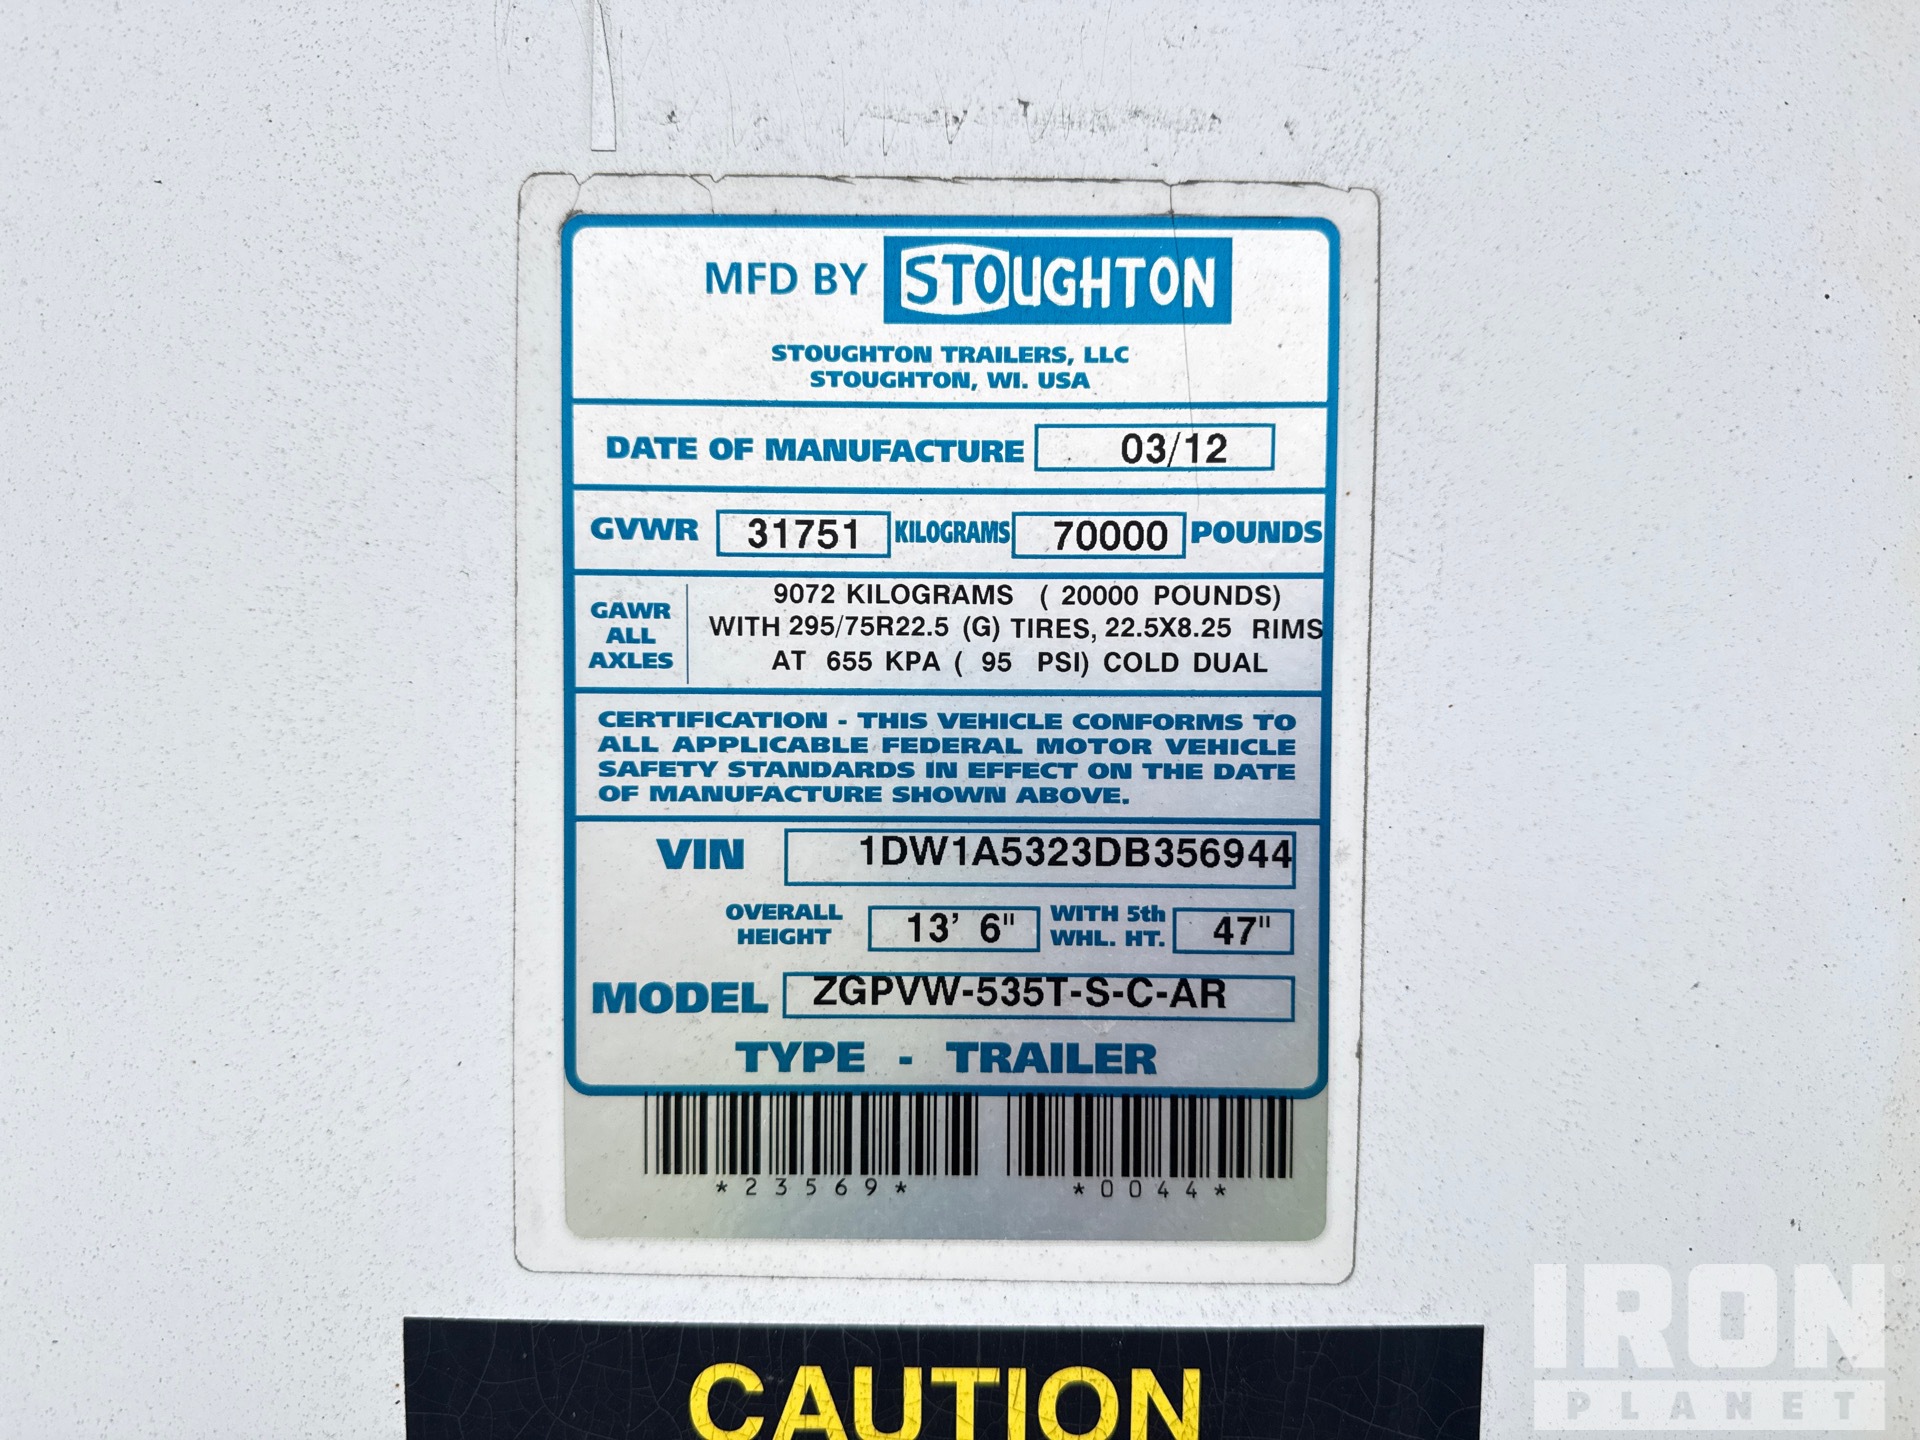 MFD BY STOUGHTON
STOUGHTON TRAILERS, LLC
STOUGHTON, WI. USA
DATE OF MANUFACTURE 03/12
GVWR 31751 KILOGRAMS 70000 POUNDS
GAWR ALL AXLES
9072 KILOGRAMS ( 20000 POUNDS)
WITH 295/75R22.5 (G) TIRES, 22.5X8.25 RIMS
AT 655 KPA ( 95 PSI) COLD DUAL
CERTIFICATION - THIS VEHICLE CONFORMS TO
ALL APPLICABLE FEDERAL MOTOR VEHICLE
SAFETY STANDARDS IN EFFECT ON THE DATE
OF MANUFACTURE SHOWN ABOVE.
VIN 1DW1A5323DB356944
OVERALL HEIGHT 13' 6" WITH 5th WHL. HT. 47"
MODEL ZGPVW-535T-S-C-AR
TYPE - TRAILER
*23569* *0044*
CAUTION
IRON
PLANET